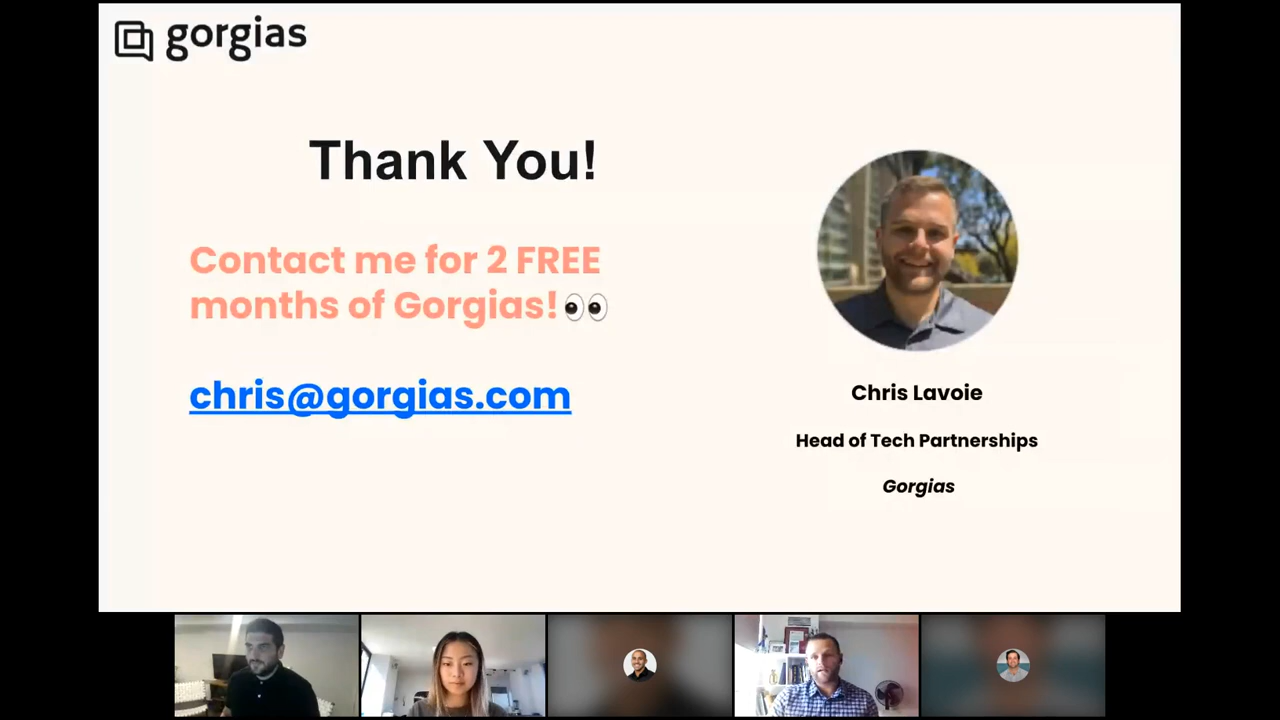 gorgias
Thank You!
Contact me for 2 FREE
months of Gorgias! 👀
chris@gorgias.com
Chris Lavoie
Head of Tech Partnerships
Gorgias